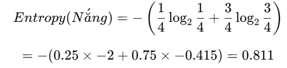 Entropy(Nắng) = −(1/4 log₂ 1/4 + 3/4 log₂ 3/4)
= −(0.25 × −2 + 0.75 × −0.415) = 0.811